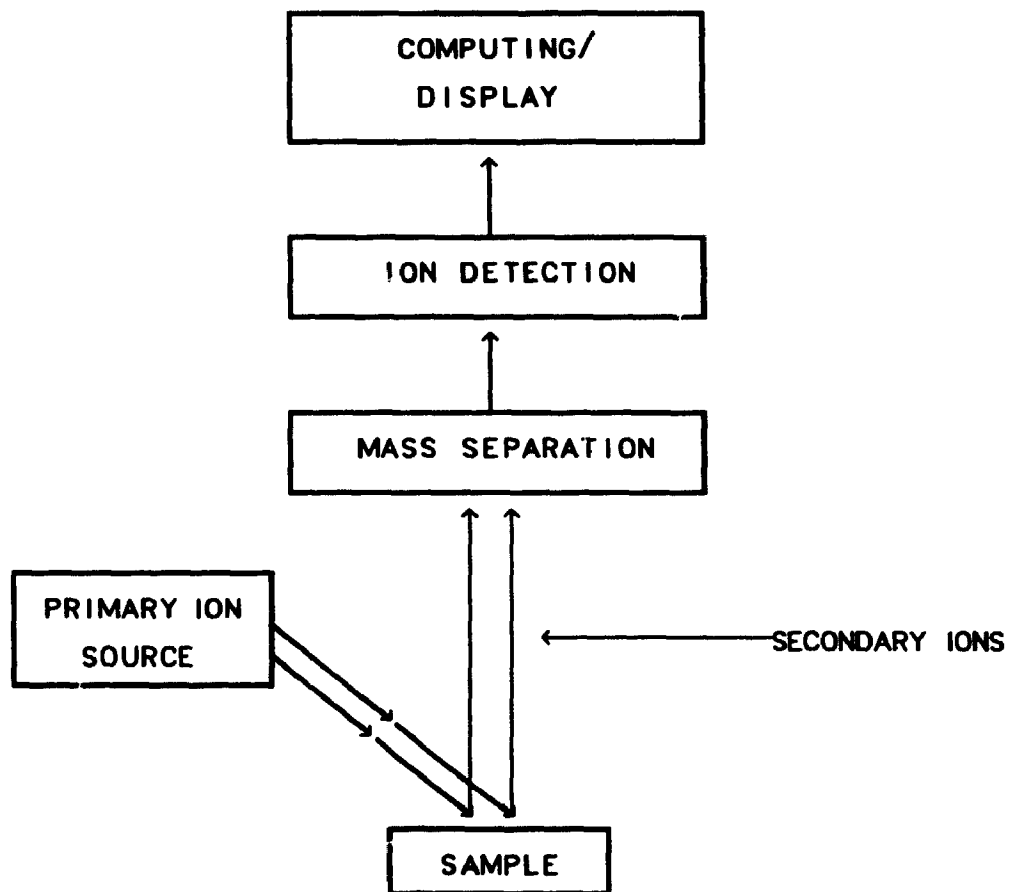 COMPUTING/
DISPLAY
ION DETECTION
MASS SEPARATION
PRIMARY ION
SOURCE
SECONDARY IONS
SAMPLE